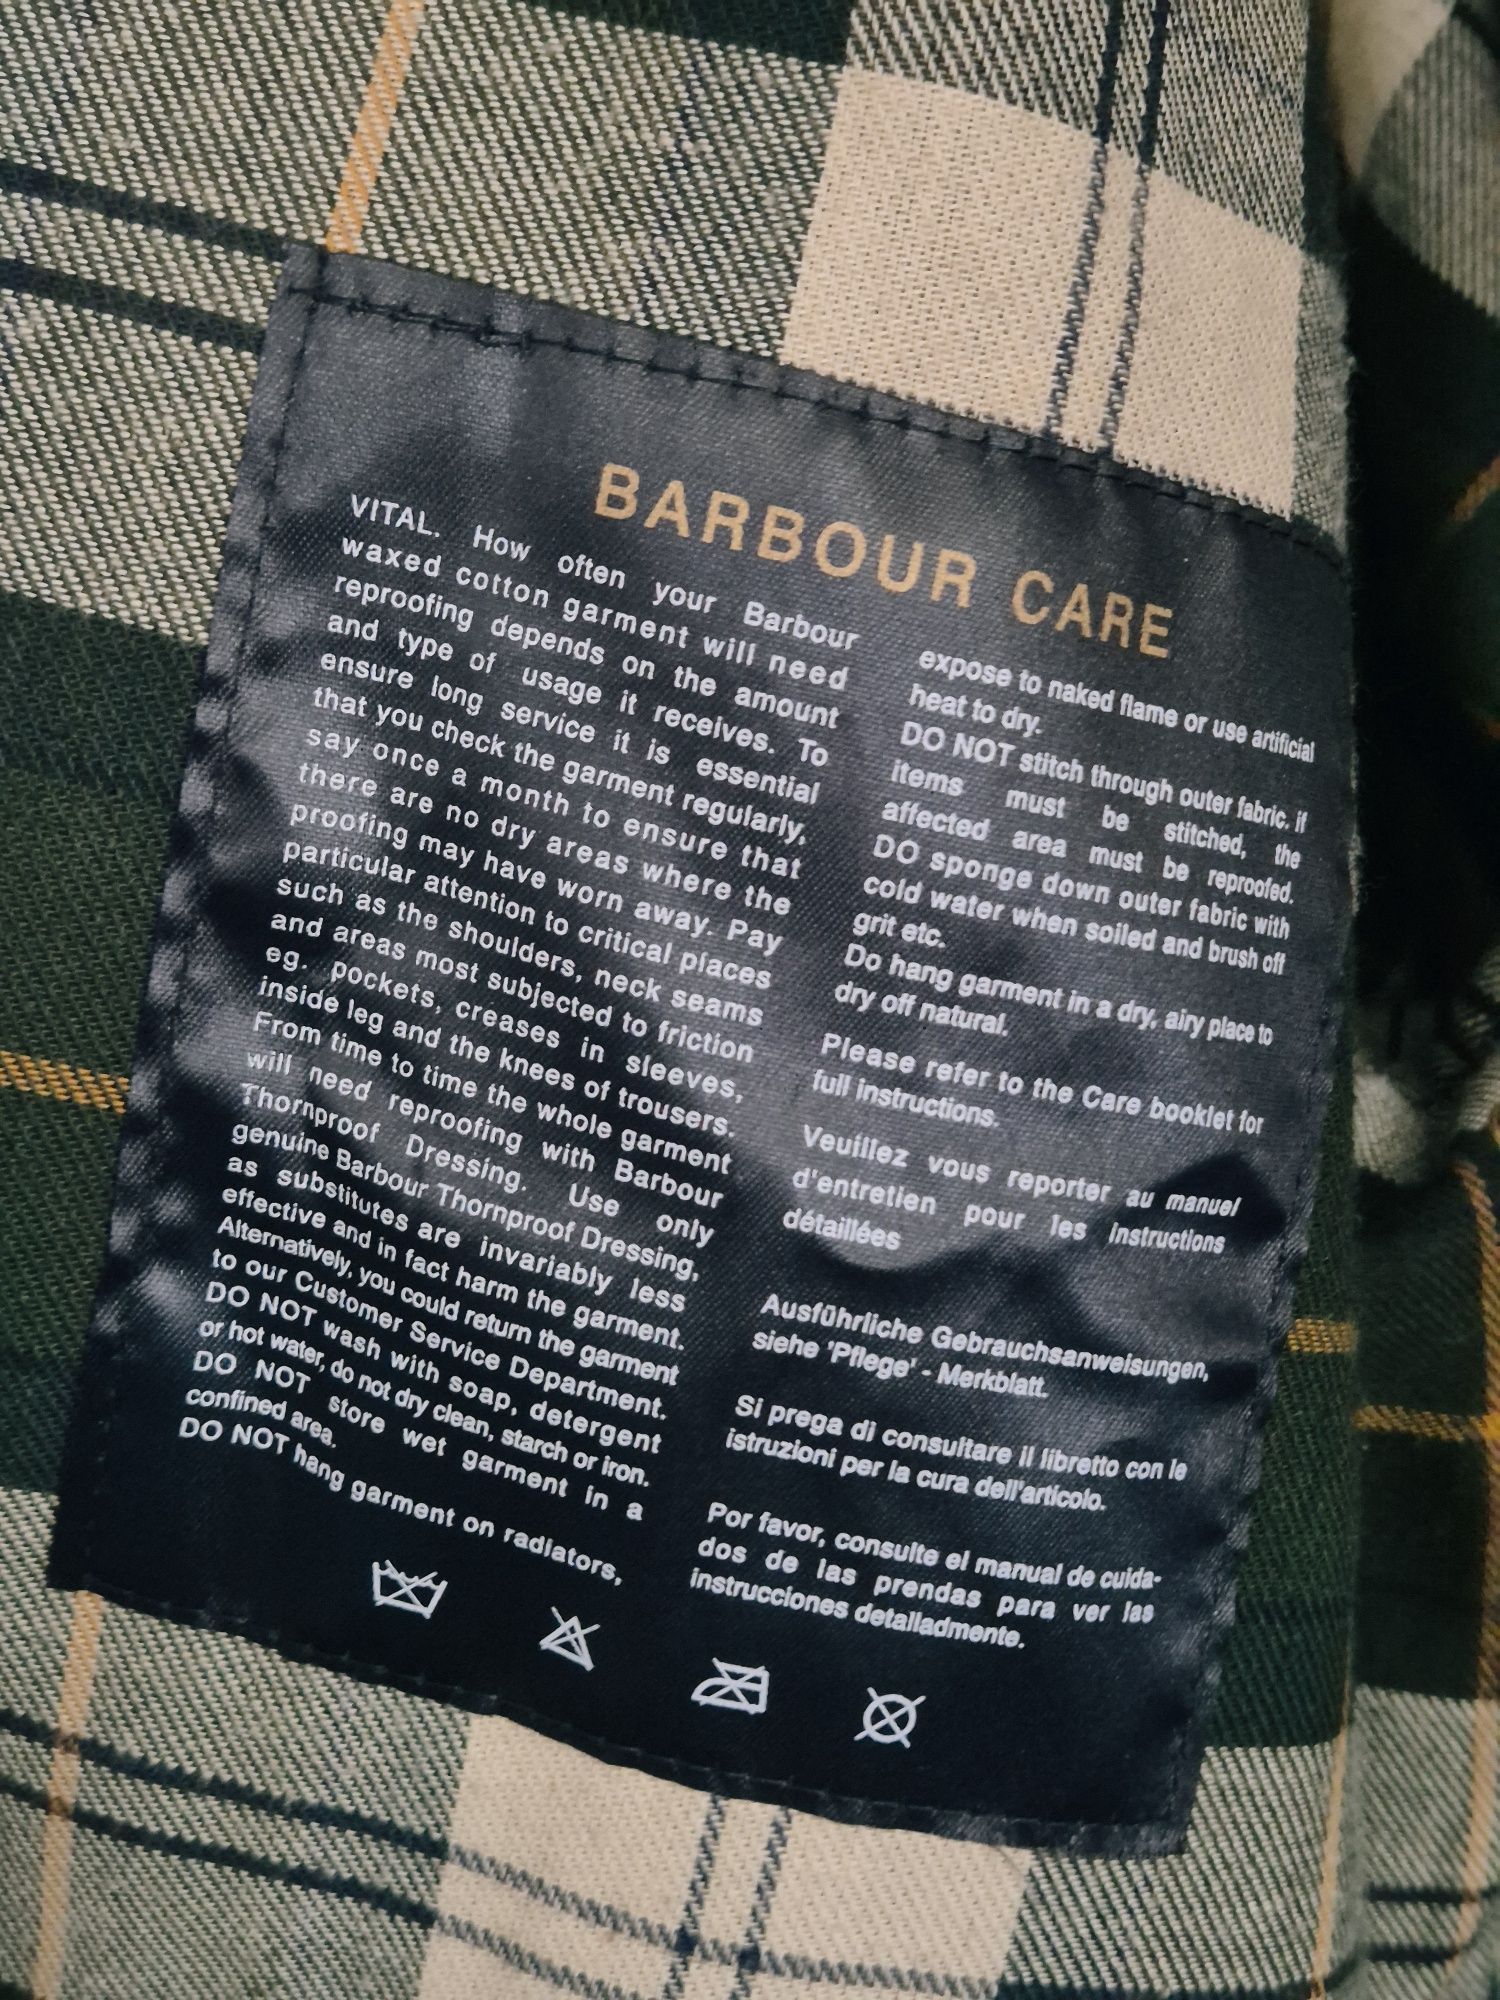 BARBOUR CARE
VITAL. How often your Barbour
waxed cotton garment will need
reproofing depends on the amount
and type of usage it receives. To
ensure long service it is essential
that you check the garment regularly,
say once a month to ensure that
there are no dry areas where the
proofing may have worn away. Pay
particular attention to critical places
such as the shoulders, neck seams
and areas most subjected to friction
eg. pockets, creases in sleeves,
inside leg and the knees of trousers.
From time to time the whole garment
will need reproofing with Barbour
Thornproof Dressing. Use only
genuine Barbour Thornproof Dressing,
as substitutes are invariably less
effective and in fact harm the garment.
Alternatively, you could return the garment
to our Customer Service Department.
DO NOT wash with soap, detergent
or hot water, do not dry clean, starch or iron.
DO NOT store wet garment in a
confined area.
DO NOT hang garment on radiators,
expose to naked flame or use artificial
heat to dry.
DO NOT stitch through outer fabric. if
items must be stitched, the
affected area must be reproofed.
DO sponge down outer fabric with
cold water when soiled and brush off
grit etc.
Do hang garment in a dry, airy place to
dry off natural.
Please refer to the Care booklet for
full instructions.
Veuillez vous reporter au manuel
d'entretien pour les instructions
détaillées
Ausführliche Gebrauchsanweisungen,
siehe 'Pflege' - Merkblatt.
Si prega di consultare il libretto con le
istruzioni per la cura dell'artícolo.
Por favor, consulte el manual de cuida-
dos de las prendas para ver las
instrucciones detalladmente.